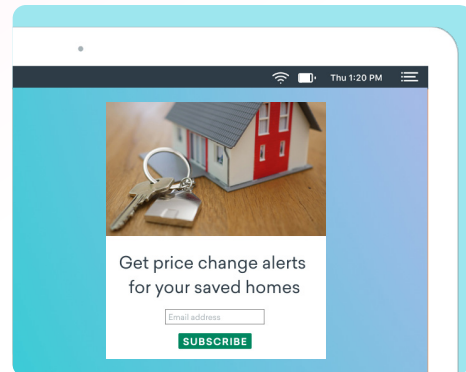 Thu 1:20 PM
Get price change alerts
for your saved homes
Email address
SUBSCRIBE